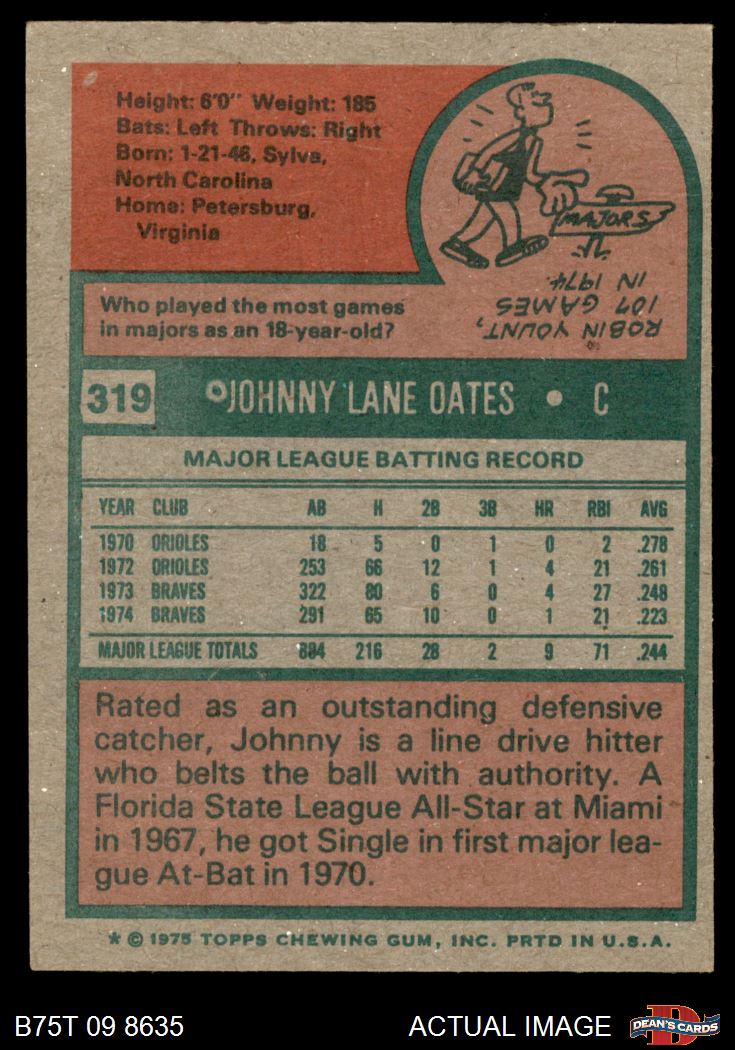 Height: 6'0" Weight: 185
Bats: Left Throws: Right
Born: 1-21-46, Sylva,
North Carolina
Home: Petersburg,
Virginia
MAJORS
Who played the most games
in majors as an 18-year-old?
ROBIN YOUNT,
107 GAMES
IN 1974.
319 JOHNNY LANE OATES • C
MAJOR LEAGUE BATTING RECORD
YEAR CLUB AB H 2B 3B HR RBI AVG
1970 ORIOLES 18 5 0 1 0 2 .278
1972 ORIOLES 253 66 12 1 4 21 .261
1973 BRAVES 322 80 6 0 4 27 .248
1974 BRAVES 291 65 10 0 1 21 .223
MAJOR LEAGUE TOTALS 884 216 28 2 9 71 .244
Rated as an outstanding defensive
catcher, Johnny is a line drive hitter
who belts the ball with authority. A
Florida State League All-Star at Miami
in 1967, he got Single in first major lea-
gue At-Bat in 1970.
* © 1975 TOPPS CHEWING GUM, INC. PRTD IN U.S.A.
B75T 09 8635 ACTUAL IMAGE DEAN'S CARDS